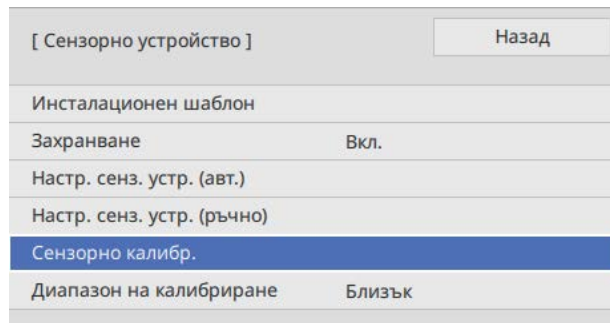 [ Сензорно устройство ] Назад
Инсталационен шаблон
Захранване Вкл.
Настр. сенз. устр. (авт.)
Настр. сенз. устр. (ръчно)
Сензорно калибр.
Диапазон на калибриране Близък